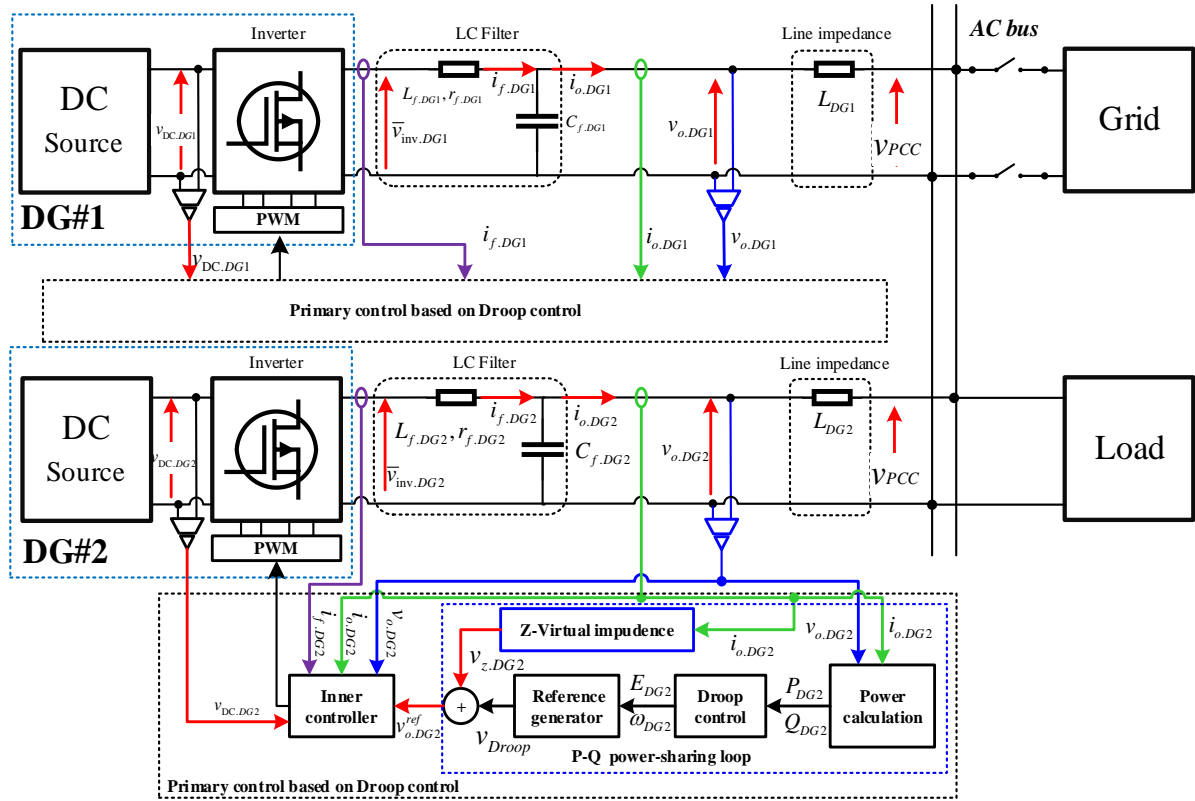 Inverter
LC Filter
Line impedance
AC bus
DC
Source
v_DC.DG1
DG#1
PWM
L_f.DG1, r_f.DG1
i_f.DG1
i_o.DG1
v̅_inv.DG1
C_f.DG1
v_o.DG1
L_DG1
v_PCC
Grid
v_DC.DG1
i_f.DG1
i_o.DG1
v_o.DG1
Primary control based on Droop control
Inverter
LC Filter
Line impedance
DC
Source
v_DC.DG2
DG#2
PWM
L_f.DG2, r_f.DG2
i_f.DG2
i_o.DG2
v̅_inv.DG2
C_f.DG2
v_o.DG2
L_DG2
v_PCC
Load
i_f.DG2
i_o.DG2
v_o.DG2
Z-Virtual impudence
i_o.DG2
v_o.DG2
i_o.DG2
v_z.DG2
v_DC.DG2
Inner
controller
v_o.DG2^ref
+
v_Droop
Reference
generator
E_DG2
ω_DG2
Droop
control
P_DG2
Q_DG2
Power
calculation
P-Q power-sharing loop
Primary control based on Droop control